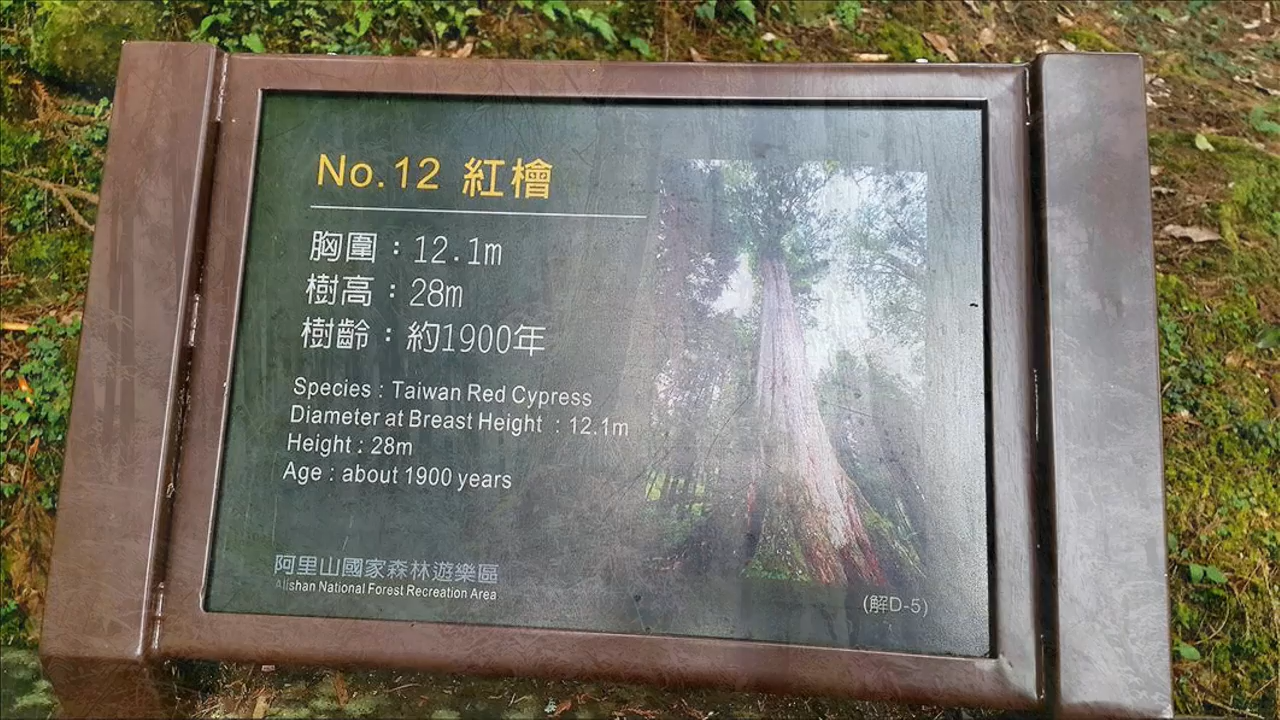 No.12 紅檜
胸圍：12.1m
樹高：28m
樹齡：約1900年
Species : Taiwan Red Cypress
Diameter at Breast Height : 12.1m
Height : 28m
Age : about 1900 years
阿里山國家森林遊樂區
Alishan National Forest Recreation Area
(解D-5)